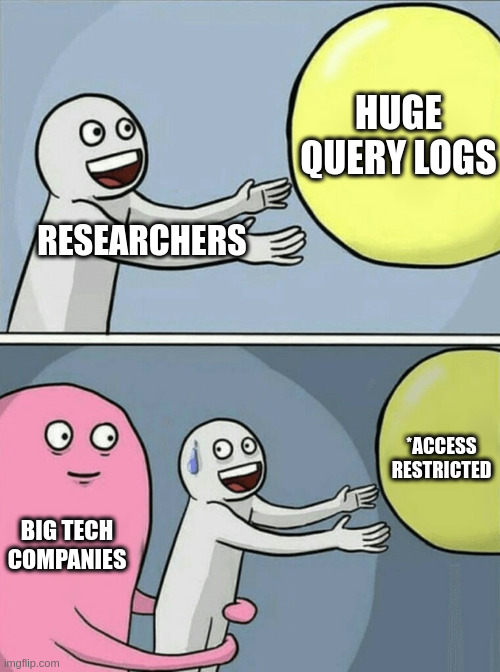 HUGE
QUERY LOGS
RESEARCHERS
*ACCESS
RESTRICTED
BIG TECH
COMPANIES
imgflip.com